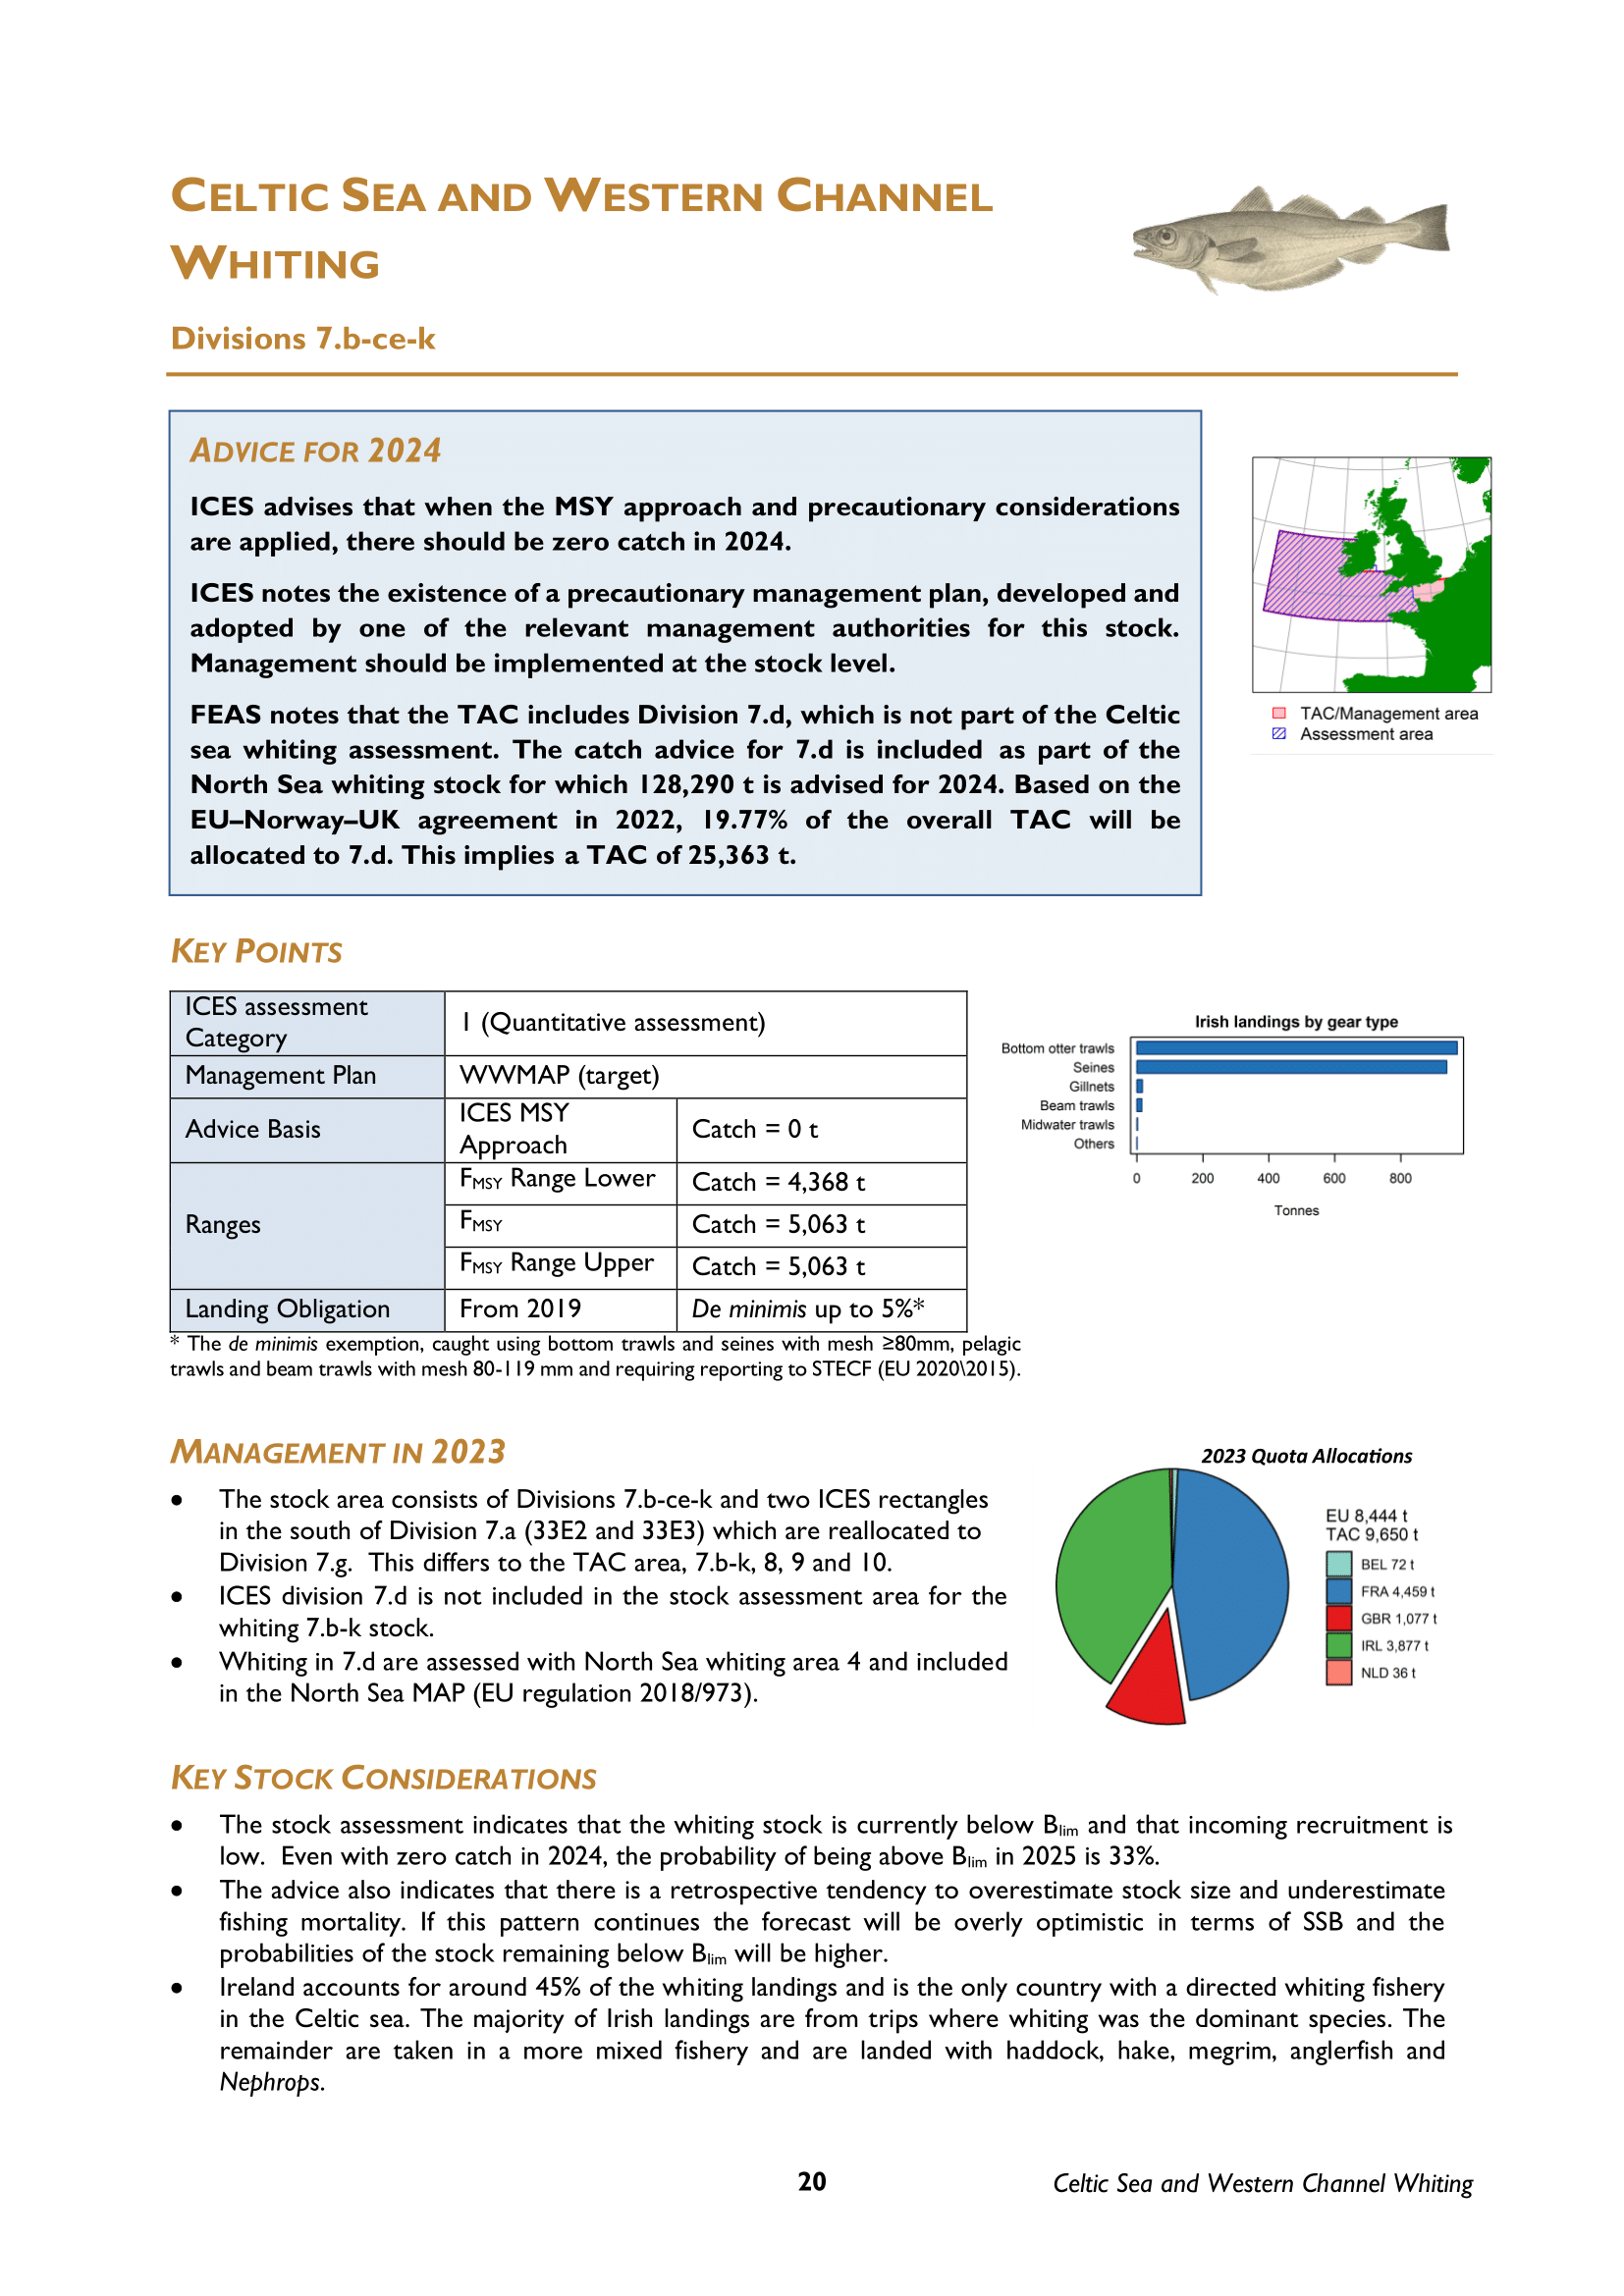 CELTIC SEA AND WESTERN CHANNEL
WHITING
Divisions 7.b-ce-k
ADVICE FOR 2024
ICES advises that when the MSY approach and precautionary considerations
are applied, there should be zero catch in 2024.
ICES notes the existence of a precautionary management plan, developed and
adopted by one of the relevant management authorities for this stock.
Management should be implemented at the stock level.
FEAS notes that the TAC includes Division 7.d, which is not part of the Celtic
sea whiting assessment. The catch advice for 7.d is included as part of the
North Sea whiting stock for which 128,290 t is advised for 2024. Based on the
EU–Norway–UK agreement in 2022, 19.77% of the overall TAC will be
allocated to 7.d. This implies a TAC of 25,363 t.
TAC/Management area
Assessment area
KEY POINTS
ICES assessment
Category
1 (Quantitative assessment)
Management Plan
WWMAP (target)
Advice Basis
ICES MSY
Approach
Catch = 0 t
Ranges
FMSY Range Lower
Catch = 4,368 t
FMSY
Catch = 5,063 t
FMSY Range Upper
Catch = 5,063 t
Landing Obligation
From 2019
De minimis up to 5%*
* The de minimis exemption, caught using bottom trawls and seines with mesh ≥80mm, pelagic
trawls and beam trawls with mesh 80-119 mm and requiring reporting to STECF (EU 2020\2015).
Irish landings by gear type
Bottom otter trawls
Seines
Gillnets
Beam trawls
Midwater trawls
Others
0 200 400 600 800
Tonnes
MANAGEMENT IN 2023
• The stock area consists of Divisions 7.b-ce-k and two ICES rectangles
in the south of Division 7.a (33E2 and 33E3) which are reallocated to
Division 7.g. This differs to the TAC area, 7.b-k, 8, 9 and 10.
• ICES division 7.d is not included in the stock assessment area for the
whiting 7.b-k stock.
• Whiting in 7.d are assessed with North Sea whiting area 4 and included
in the North Sea MAP (EU regulation 2018/973).
2023 Quota Allocations
EU 8,444 t
TAC 9,650 t
BEL 72 t
FRA 4,459 t
GBR 1,077 t
IRL 3,877 t
NLD 36 t
KEY STOCK CONSIDERATIONS
• The stock assessment indicates that the whiting stock is currently below Blim and that incoming recruitment is
low. Even with zero catch in 2024, the probability of being above Blim in 2025 is 33%.
• The advice also indicates that there is a retrospective tendency to overestimate stock size and underestimate
fishing mortality. If this pattern continues the forecast will be overly optimistic in terms of SSB and the
probabilities of the stock remaining below Blim will be higher.
• Ireland accounts for around 45% of the whiting landings and is the only country with a directed whiting fishery
in the Celtic sea. The majority of Irish landings are from trips where whiting was the dominant species. The
remainder are taken in a more mixed fishery and are landed with haddock, hake, megrim, anglerfish and
Nephrops.
20
Celtic Sea and Western Channel Whiting